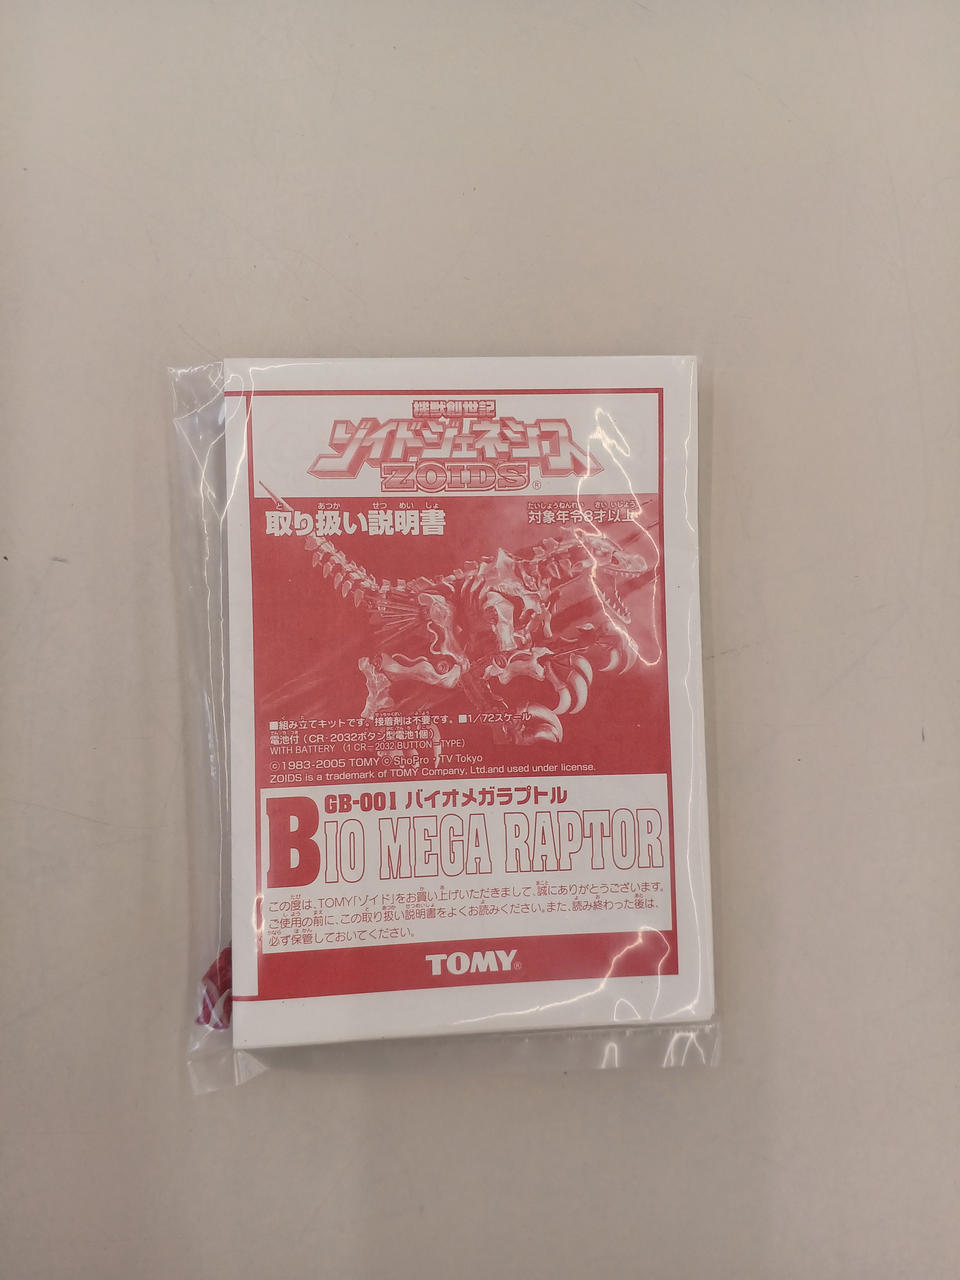 機獣創世記
ゾイドジェネシス
ZOIDS®
取り扱い説明書
対象年令8才以上
■組み立てキットです。接着剤は不要です。■1/72スケール
電池付(CR-2032ボタン型電池1個)
WITH BATTERY (1 CR-2032 BUTTON-TYPE)
©1983-2005 TOMY © ShoPro・TV Tokyo
ZOIDS is a trademark of TOMY Company, Ltd.and used under license.
GB-001 バイオメガラプトル
BIO MEGA RAPTOR
この度は、TOMY「ゾイド」をお買い上げいただきまして、誠にありがとうございます。
ご使用の前に、この取り扱い説明書をよくお読みください。また、読み終わった後は、
必ず保管しておいてください。
TOMY®